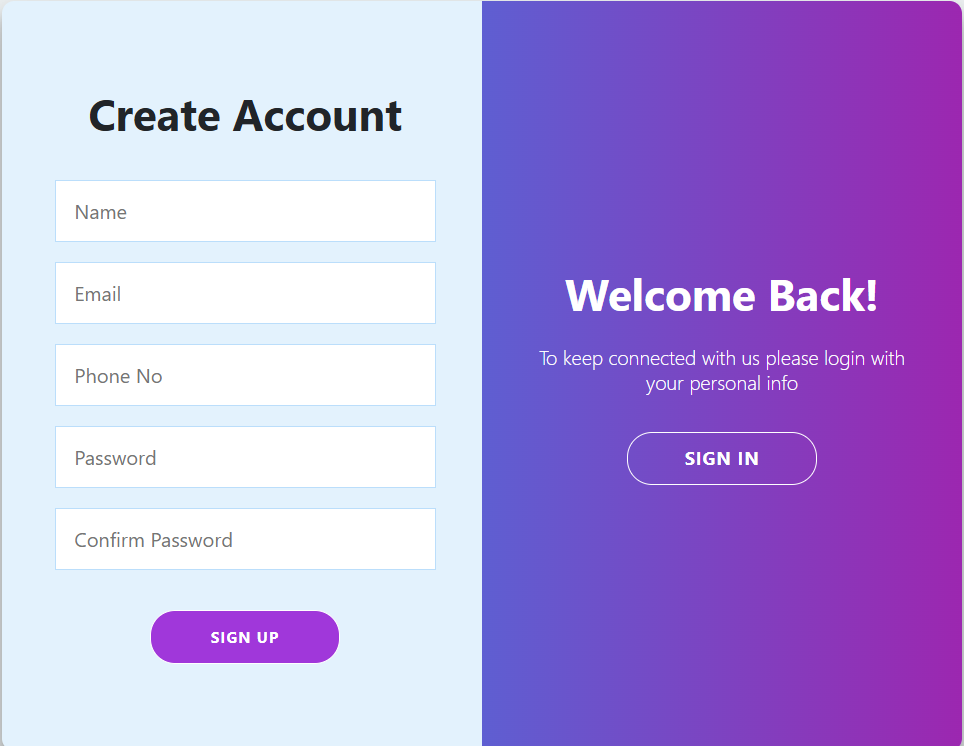 Create Account
Name
Email
Phone No
Password
Confirm Password
SIGN UP
Welcome Back!
To keep connected with us please login with
your personal info
SIGN IN